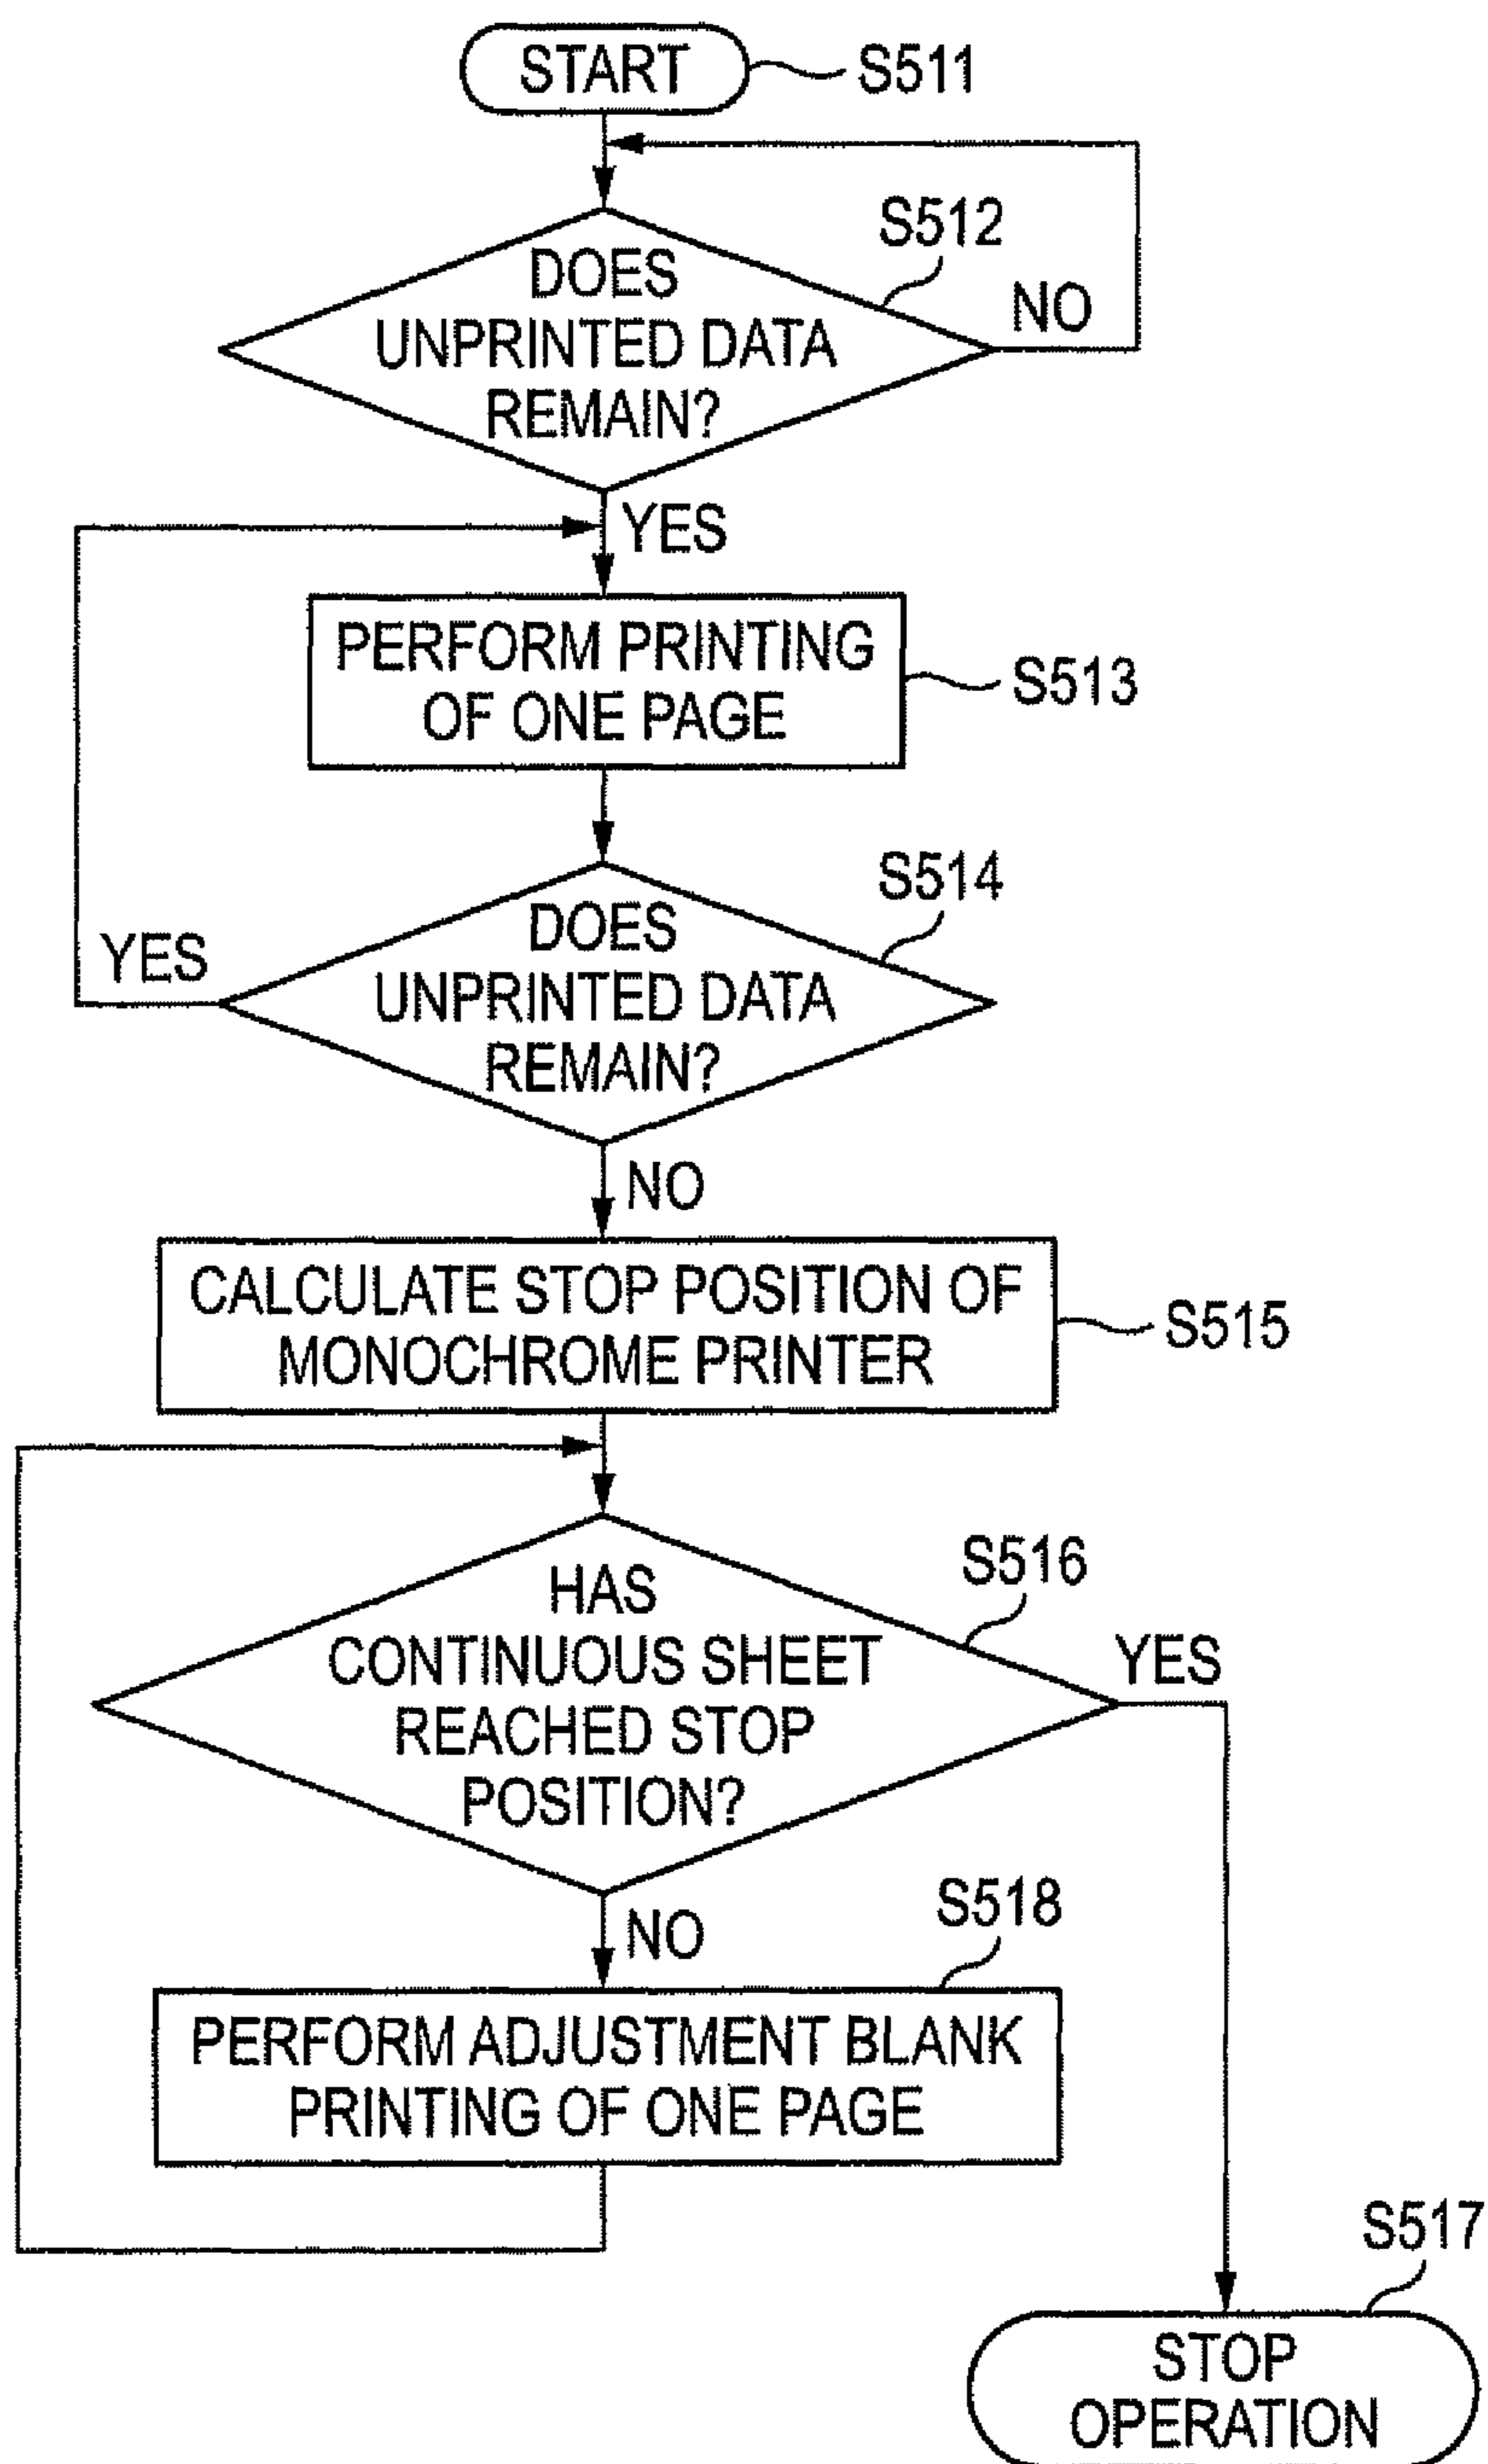 START
S511
S512
DOES
UNPRINTED DATA
REMAIN?
NO
YES
PERFORM PRINTING
OF ONE PAGE
S513
S514
DOES
UNPRINTED DATA
REMAIN?
YES
NO
CALCULATE STOP POSITION OF
MONOCHROME PRINTER
S515
S516
HAS
CONTINUOUS SHEET
REACHED STOP
POSITION?
YES
NO
S518
PERFORM ADJUSTMENT BLANK
PRINTING OF ONE PAGE
S517
STOP
OPERATION